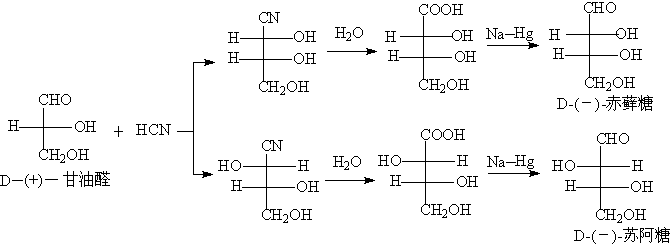 CN
H OH
H OH
CH₂OH
H₂O
COOH
H OH
H OH
CH₂OH
Na—Hg
CHO
H OH
H OH
CH₂OH
D-(-)-赤藓糖
CHO
H OH
CH₂OH
D—(+)— 甘油醛
+ HCN
CN
HO H
H OH
CH₂OH
H₂O
COOH
HO H
H OH
CH₂OH
Na—Hg
CHO
HO H
H OH
CH₂OH
D-(-)-苏阿糖